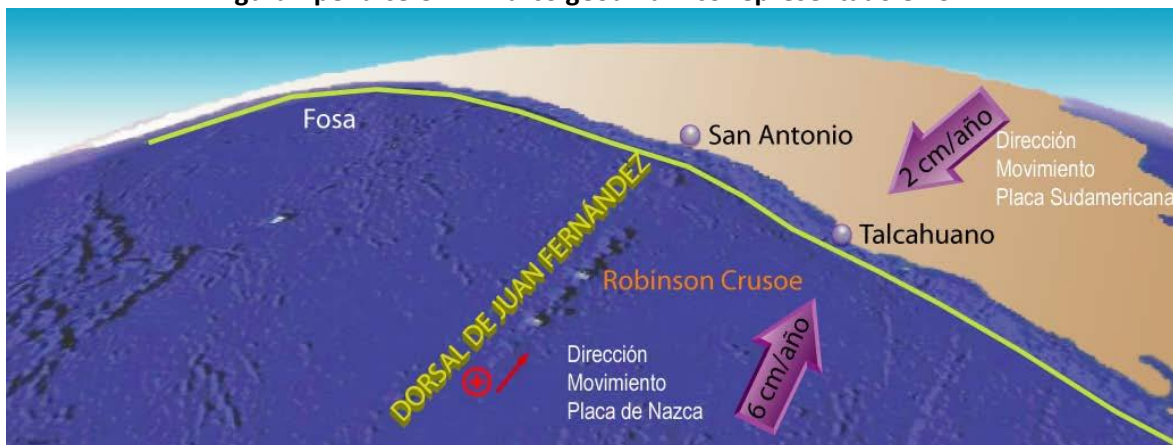 Fosa
San Antonio
2 cm/año
Dirección
Movimiento
Placa Sudamericana
Talcahuano
DORSAL DE JUAN FERNÁNDEZ
Robinson Crusoe
Dirección
Movimiento
Placa de Nazca
6 cm/año